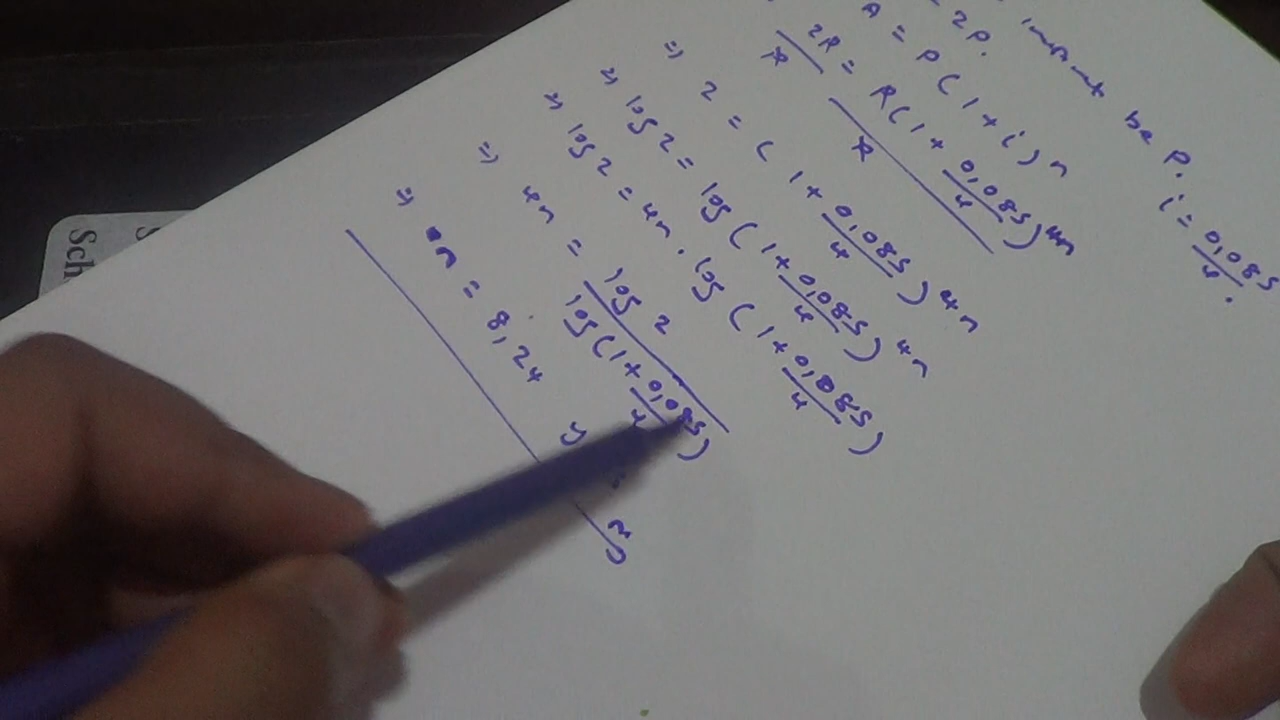 be P. i = 0,085/4.
= 2P.
A = P(1+i)n
2P = P(1+ 0,085/4)4n
⇒ 2 = (1+ 0,085/4)4n
⇒ log 2 = log (1+ 0,085/4)4n
⇒ log 2 = 4n . log (1+ 0,085/4)
⇒ 4n = log 2 / log(1+ 0,085/4)
⇒ n = 8,24
Sch